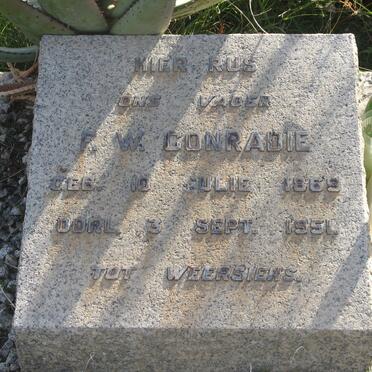 HIER RUS
ONS VADER
F. W. CONRADIE
GEB. 10 JULIE 1869
OORL. 3 SEPT. 1951.
TOT WEERSIENS.